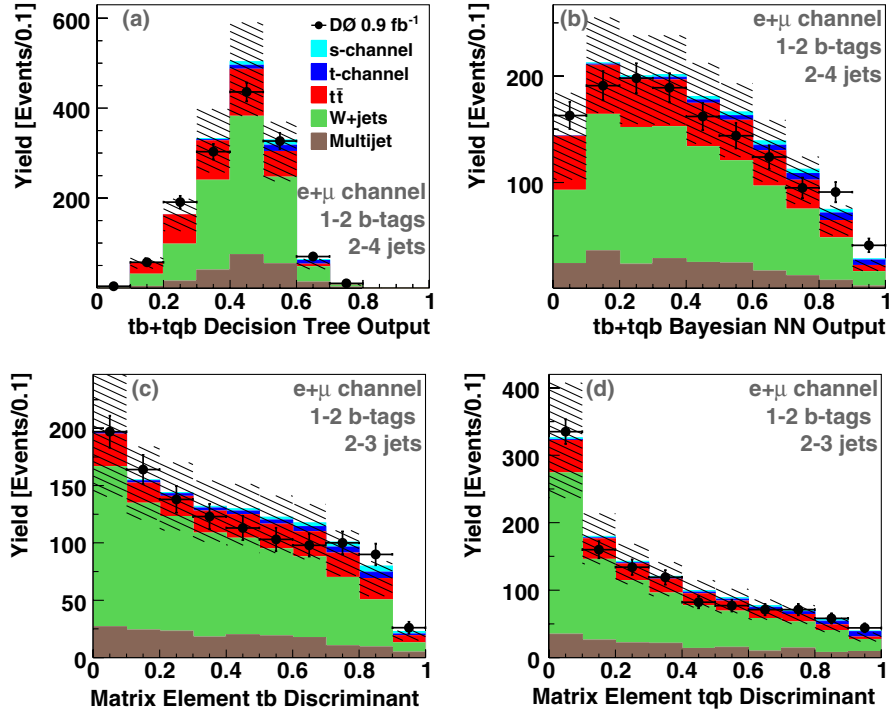 Yield [Events/0.1]
600
400
200
0
(a)
DØ 0.9 fb⁻¹
s-channel
t-channel
tt̄
W+jets
Multijet
e+μ channel
1-2 b-tags
2-4 jets
0 0.2 0.4 0.6 0.8 1
tb+tqb Decision Tree Output
Yield [Events/0.1]
200
100
(b)
e+μ channel
1-2 b-tags
2-4 jets
0 0.2 0.4 0.6 0.8 1
tb+tqb Bayesian NN Output
Yield [Events/0.1]
200
150
100
50
0
(c)
e+μ channel
1-2 b-tags
2-3 jets
0 0.2 0.4 0.6 0.8 1
Matrix Element tb Discriminant
Yield [Events/0.1]
400
300
200
100
0
(d)
e+μ channel
1-2 b-tags
2-3 jets
0 0.2 0.4 0.6 0.8 1
Matrix Element tqb Discriminant